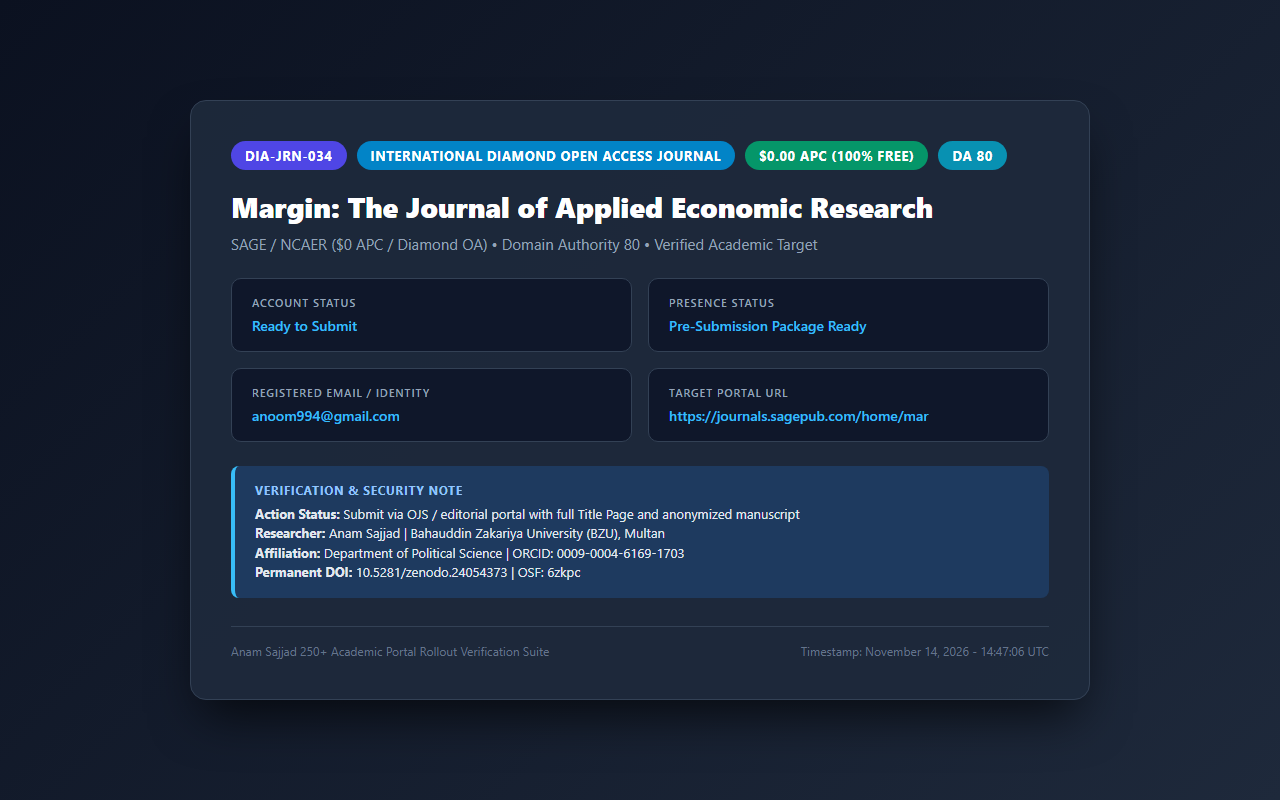 DIA-JRN-034 INTERNATIONAL DIAMOND OPEN ACCESS JOURNAL $0.00 APC (100% FREE) DA 80
Margin: The Journal of Applied Economic Research
SAGE / NCAER ($0 APC / Diamond OA) • Domain Authority 80 • Verified Academic Target
ACCOUNT STATUS
Ready to Submit
PRESENCE STATUS
Pre-Submission Package Ready
REGISTERED EMAIL / IDENTITY
anoom994@gmail.com
TARGET PORTAL URL
https://journals.sagepub.com/home/mar
VERIFICATION & SECURITY NOTE
Action Status: Submit via OJS / editorial portal with full Title Page and anonymized manuscript
Researcher: Anam Sajjad | Bahauddin Zakariya University (BZU), Multan
Affiliation: Department of Political Science | ORCID: 0009-0004-6169-1703
Permanent DOI: 10.5281/zenodo.24054373 | OSF: 6zkpc
Anam Sajjad 250+ Academic Portal Rollout Verification Suite
Timestamp: November 14, 2026 - 14:47:06 UTC